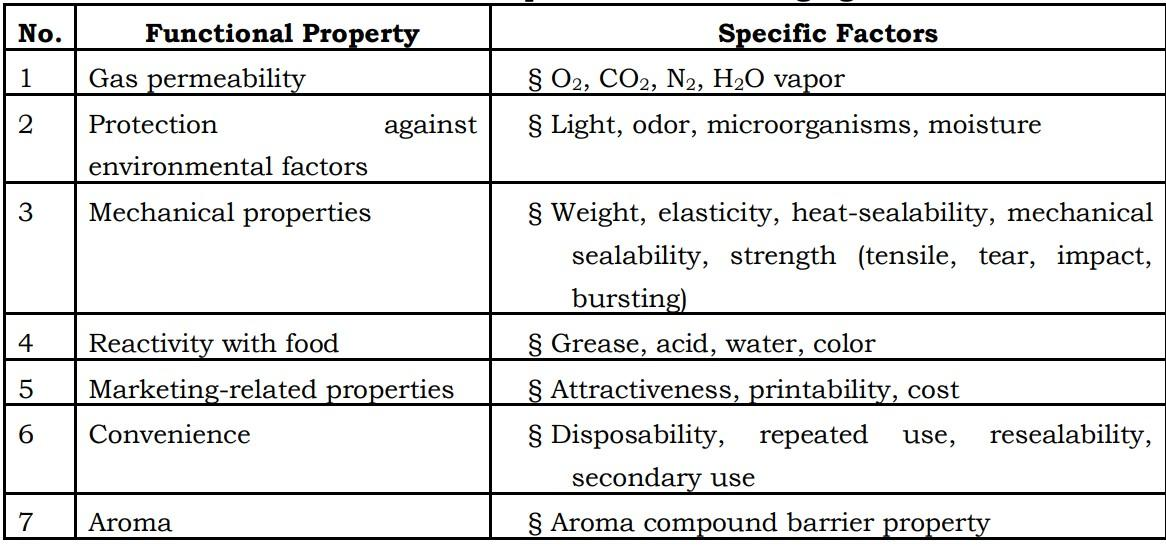 No. Functional Property Specific Factors
1 Gas permeability § O₂, CO₂, N₂, H₂O vapor
2 Protection against § Light, odor, microorganisms, moisture
environmental factors
3 Mechanical properties § Weight, elasticity, heat-sealability, mechanical
sealability, strength (tensile, tear, impact,
bursting)
4 Reactivity with food § Grease, acid, water, color
5 Marketing-related properties § Attractiveness, printability, cost
6 Convenience § Disposability, repeated use, resealability,
secondary use
7 Aroma § Aroma compound barrier property